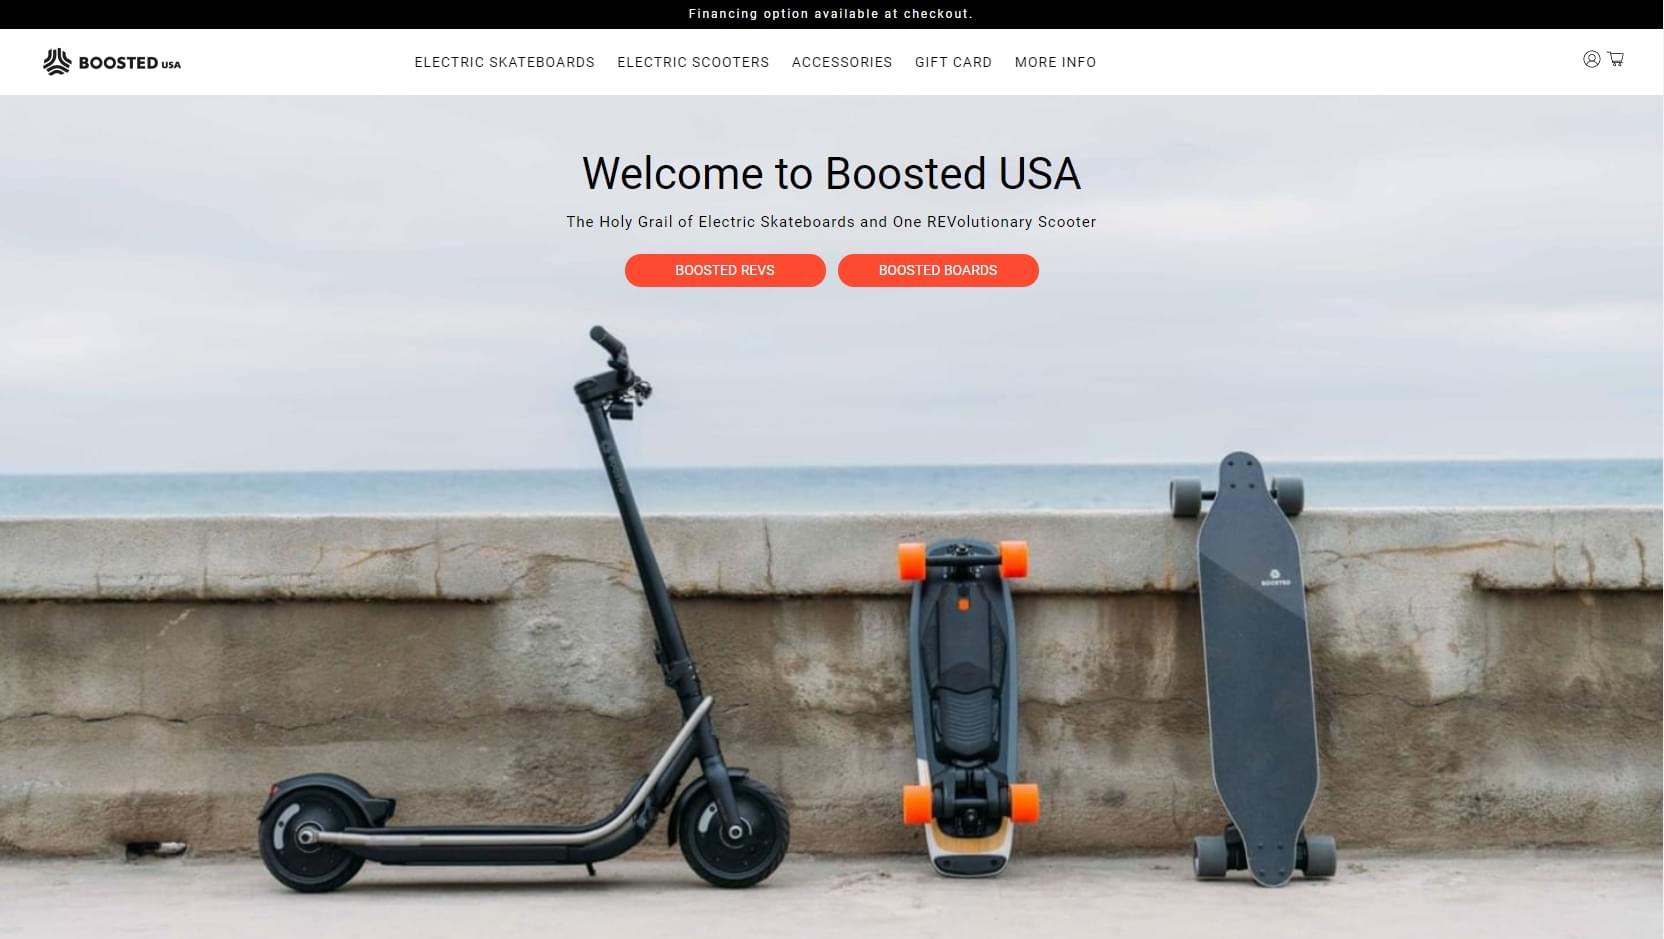 Financing option available at checkout.
BOOSTED USA
ELECTRIC SKATEBOARDS ELECTRIC SCOOTERS ACCESSORIES GIFT CARD MORE INFO
Welcome to Boosted USA
The Holy Grail of Electric Skateboards and One REVolutionary Scooter
BOOSTED REVS BOOSTED BOARDS
BOOSTED
BOOSTED